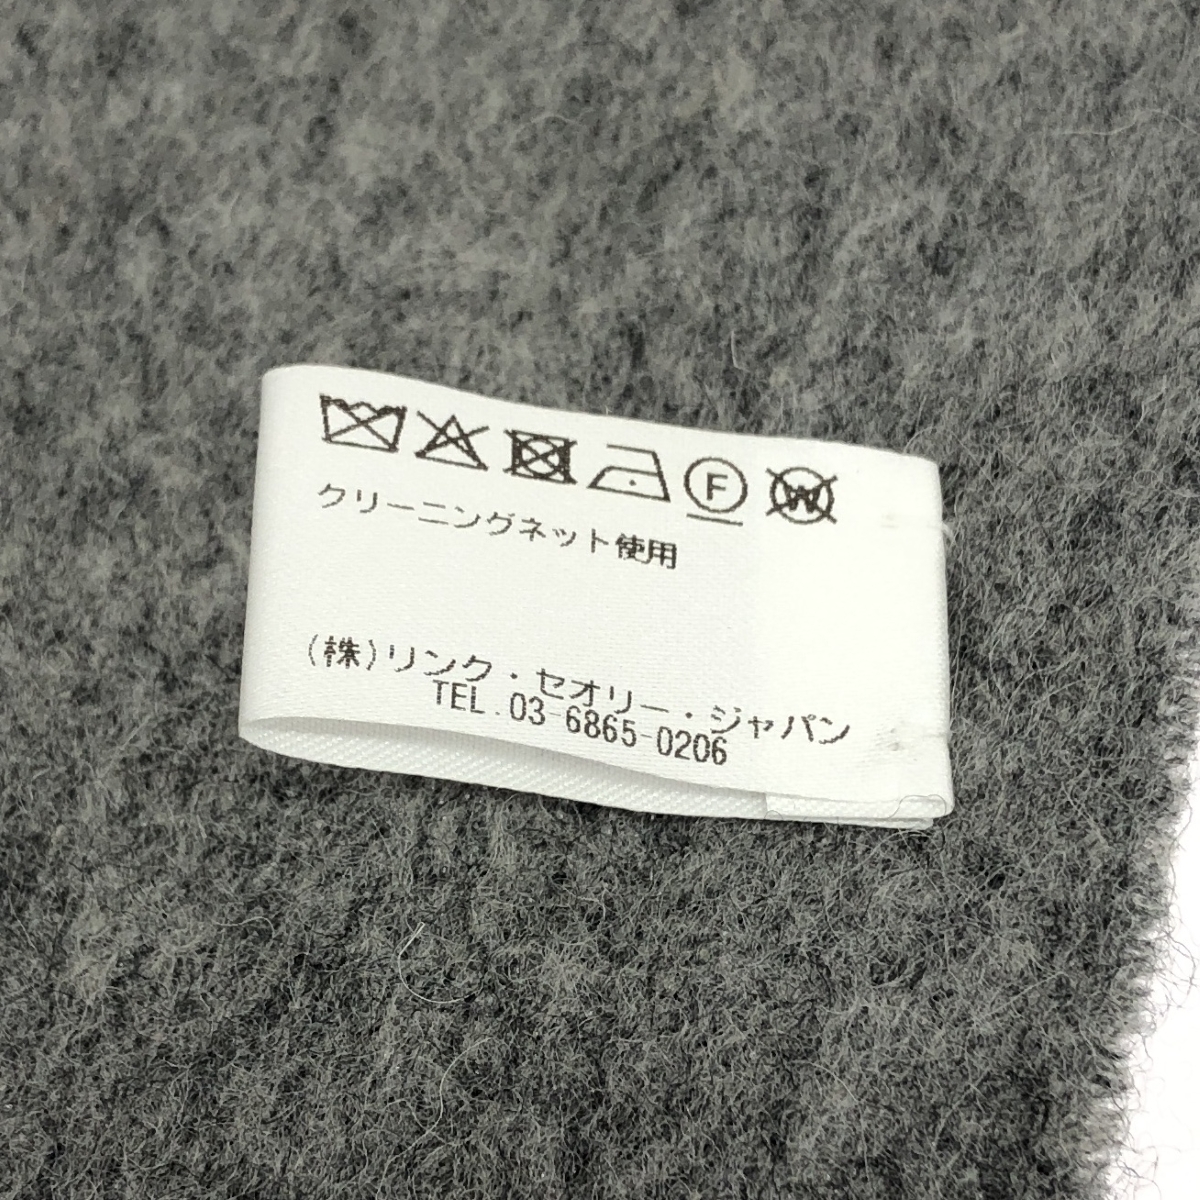 F W
クリーニングネット使用
(株)リンク・セオリー・ジャパン
TEL.03-6865-0206